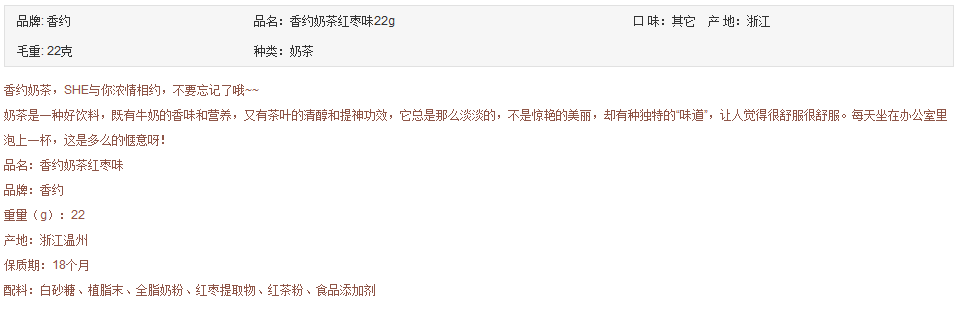 品牌: 香约 品名：香约奶茶红枣味22g 口 味：其它 产 地：浙江
毛重: 22克 种类：奶茶
香约奶茶，SHE与你浓情相约，不要忘记了哦~~
奶茶是一种好饮料，既有牛奶的香味和营养，又有茶叶的清醇和提神功效，它总是那么淡淡的，不是惊艳的美丽，却有种独特的“味道”，让人觉得很舒服很舒服。每天坐在办公室里
泡上一杯，这是多么的惬意呀！
品名：香约奶茶红枣味
品牌：香约
重量（g）：22
产地：浙江温州
保质期：18个月
配料：白砂糖、植脂末、全脂奶粉、红枣提取物、红茶粉、食品添加剂